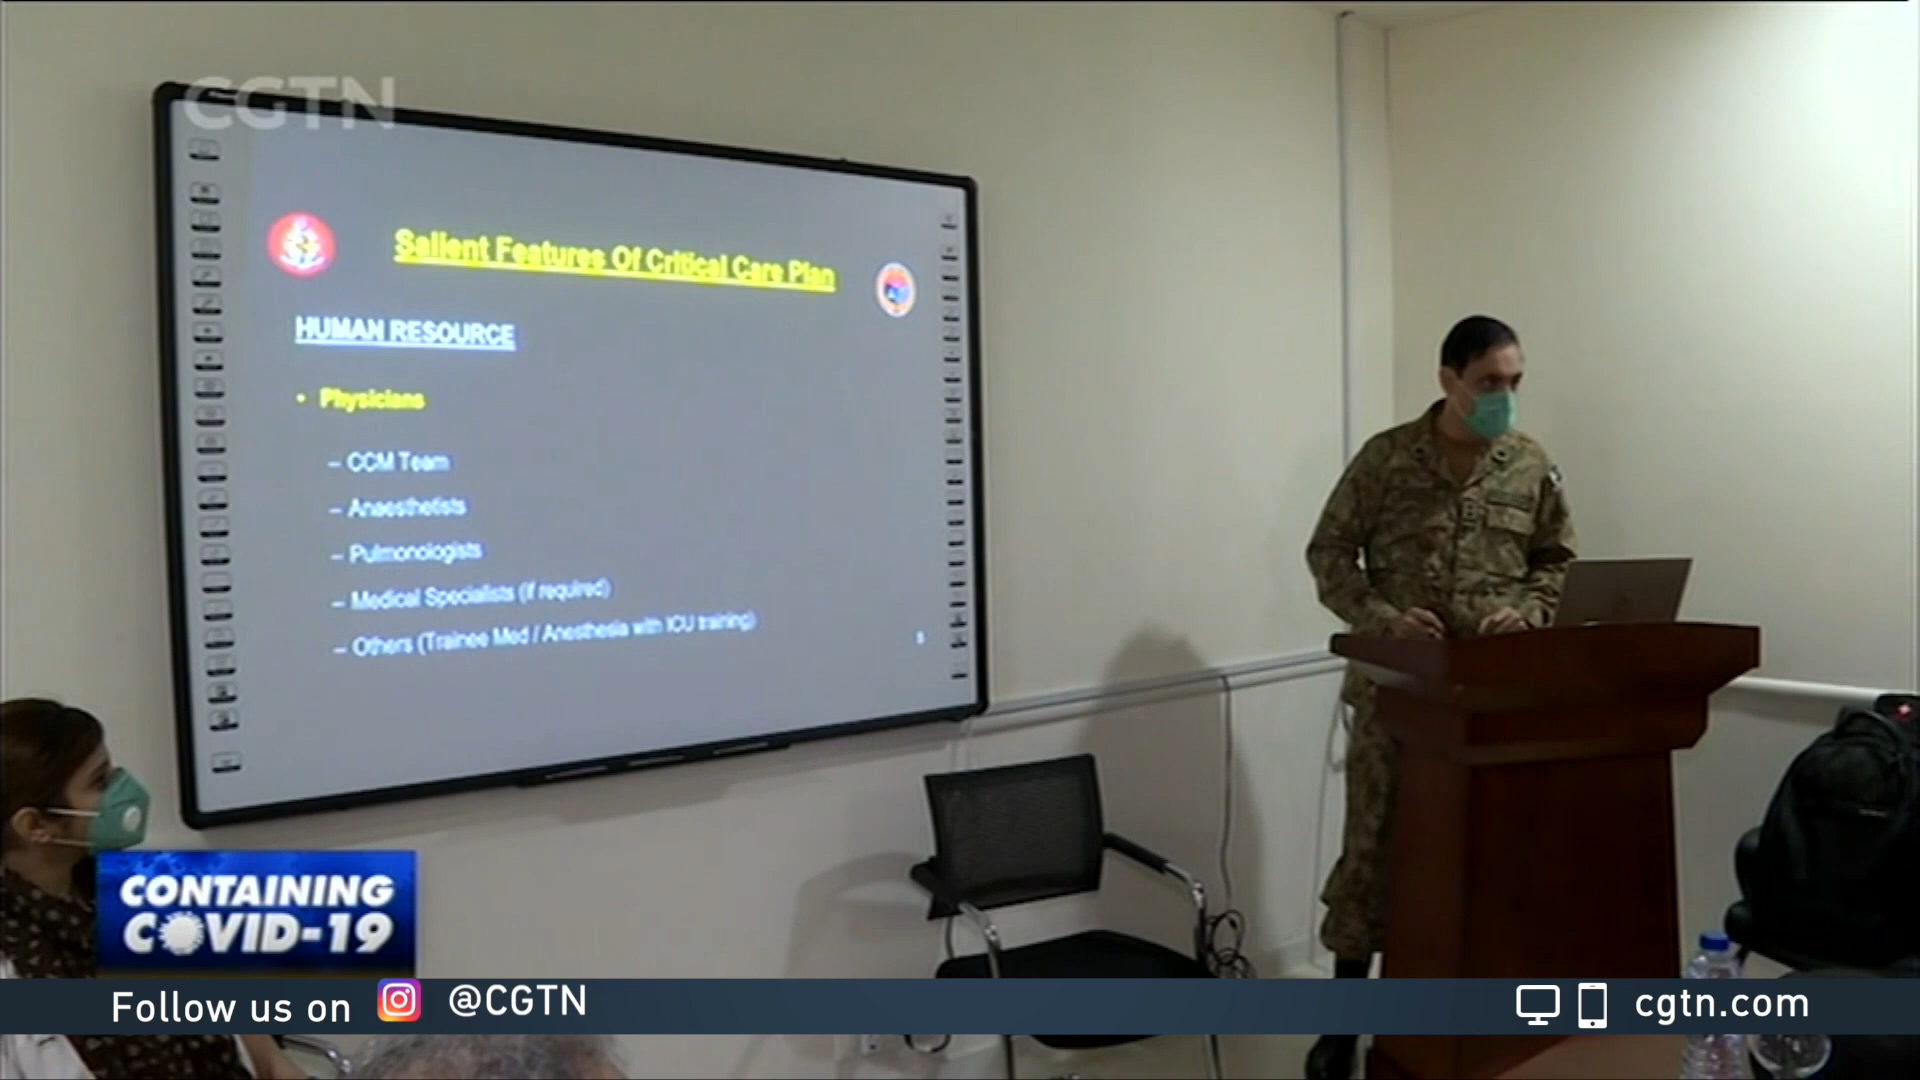 CGTN
Salient Features Of Critical Care Plan
HUMAN RESOURCE
• Physicians
– CCM Team
– Anaesthetists
– Pulmonologists
– Medical Specialists (if required)
– Others (Trainee Med / Anesthesia with ICU training)
CONTAINING
COVID-19
Follow us on @CGTN
cgtn.com